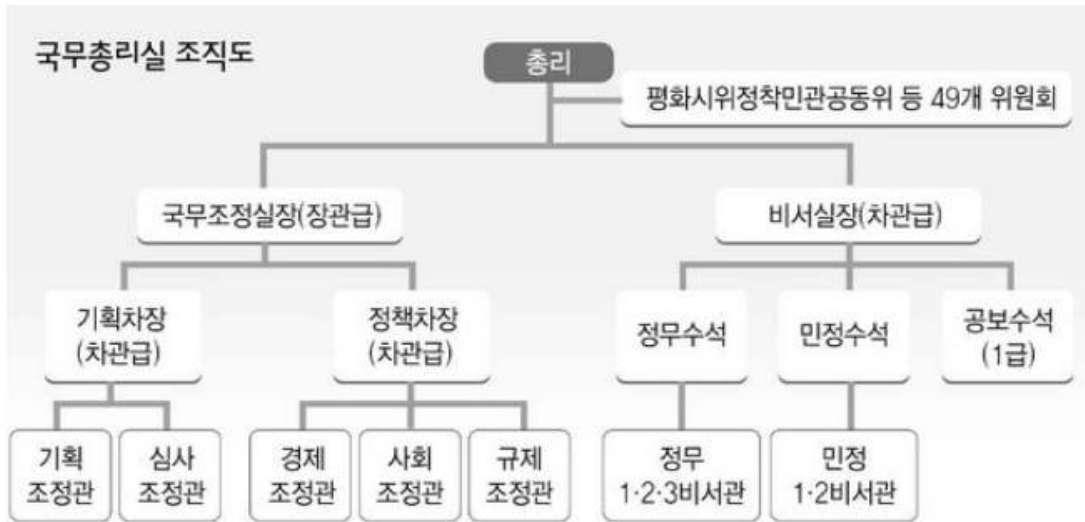 국무총리실 조직도
총리
평화시위정착민관공동위 등 49개 위원회
국무조정실장(장관급)
비서실장(차관급)
기획차장
(차관급)
정책차장
(차관급)
정무수석
민정수석
공보수석
(1급)
기획
조정관
심사
조정관
경제
조정관
사회
조정관
규제
조정관
정무
1·2·3비서관
민정
1·2비서관